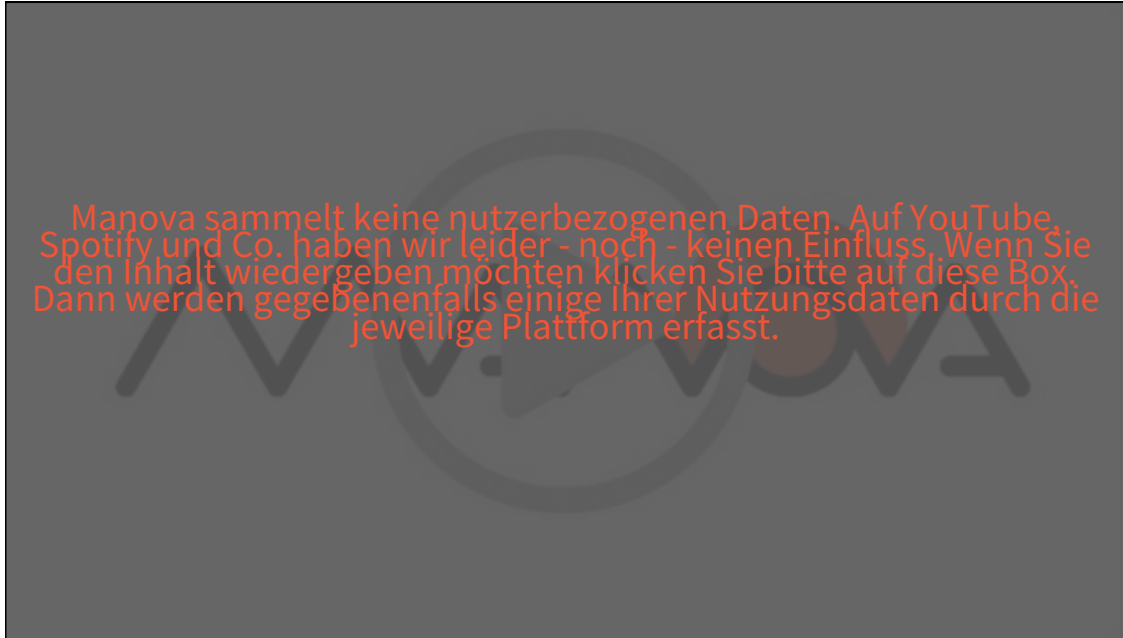 Manova sammelt keine nutzerbezogenen Daten. Auf YouTube,
Spotify und Co. haben wir leider - noch - keinen Einfluss. Wenn Sie
den Inhalt wiedergeben möchten klicken Sie bitte auf diese Box.
Dann werden gegebenenfalls einige Ihrer Nutzungsdaten durch die
jeweilige Plattform erfasst.
MANOVA